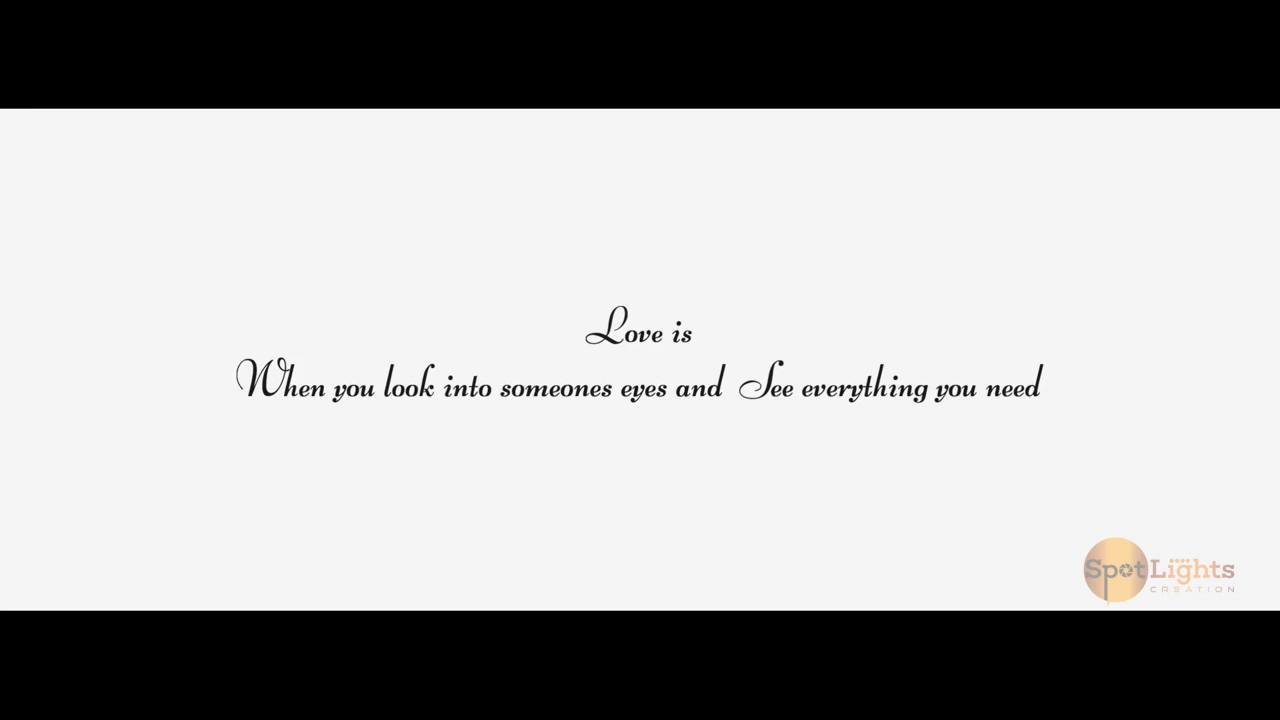 Love is
When you look into someones eyes and See everything you need
SpotLights
CREATION